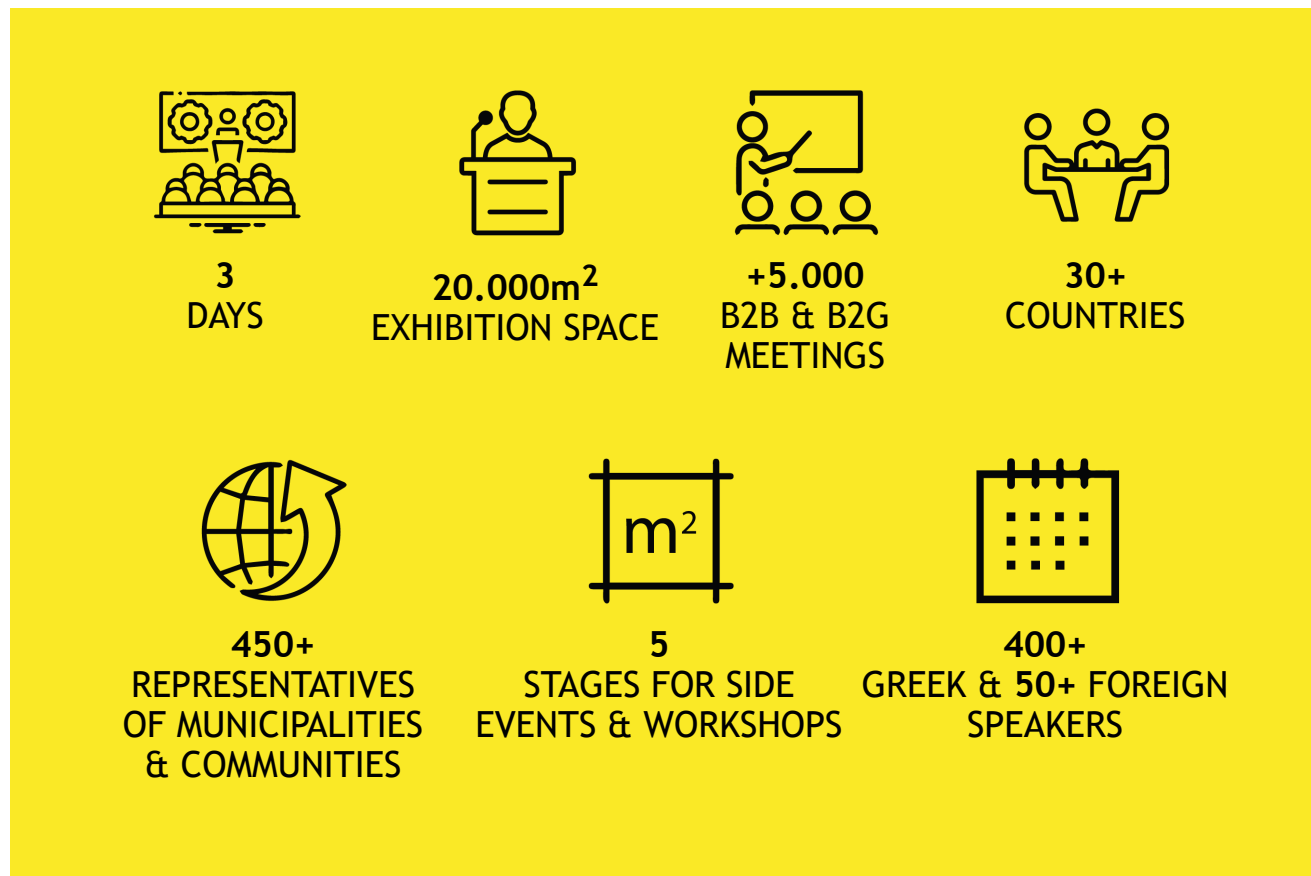 3
DAYS
20.000m²
EXHIBITION SPACE
+5.000
B2B & B2G
MEETINGS
30+
COUNTRIES
450+
REPRESENTATIVES
OF MUNICIPALITIES
& COMMUNITIES
m²
5
STAGES FOR SIDE
EVENTS & WORKSHOPS
400+
GREEK & 50+ FOREIGN
SPEAKERS